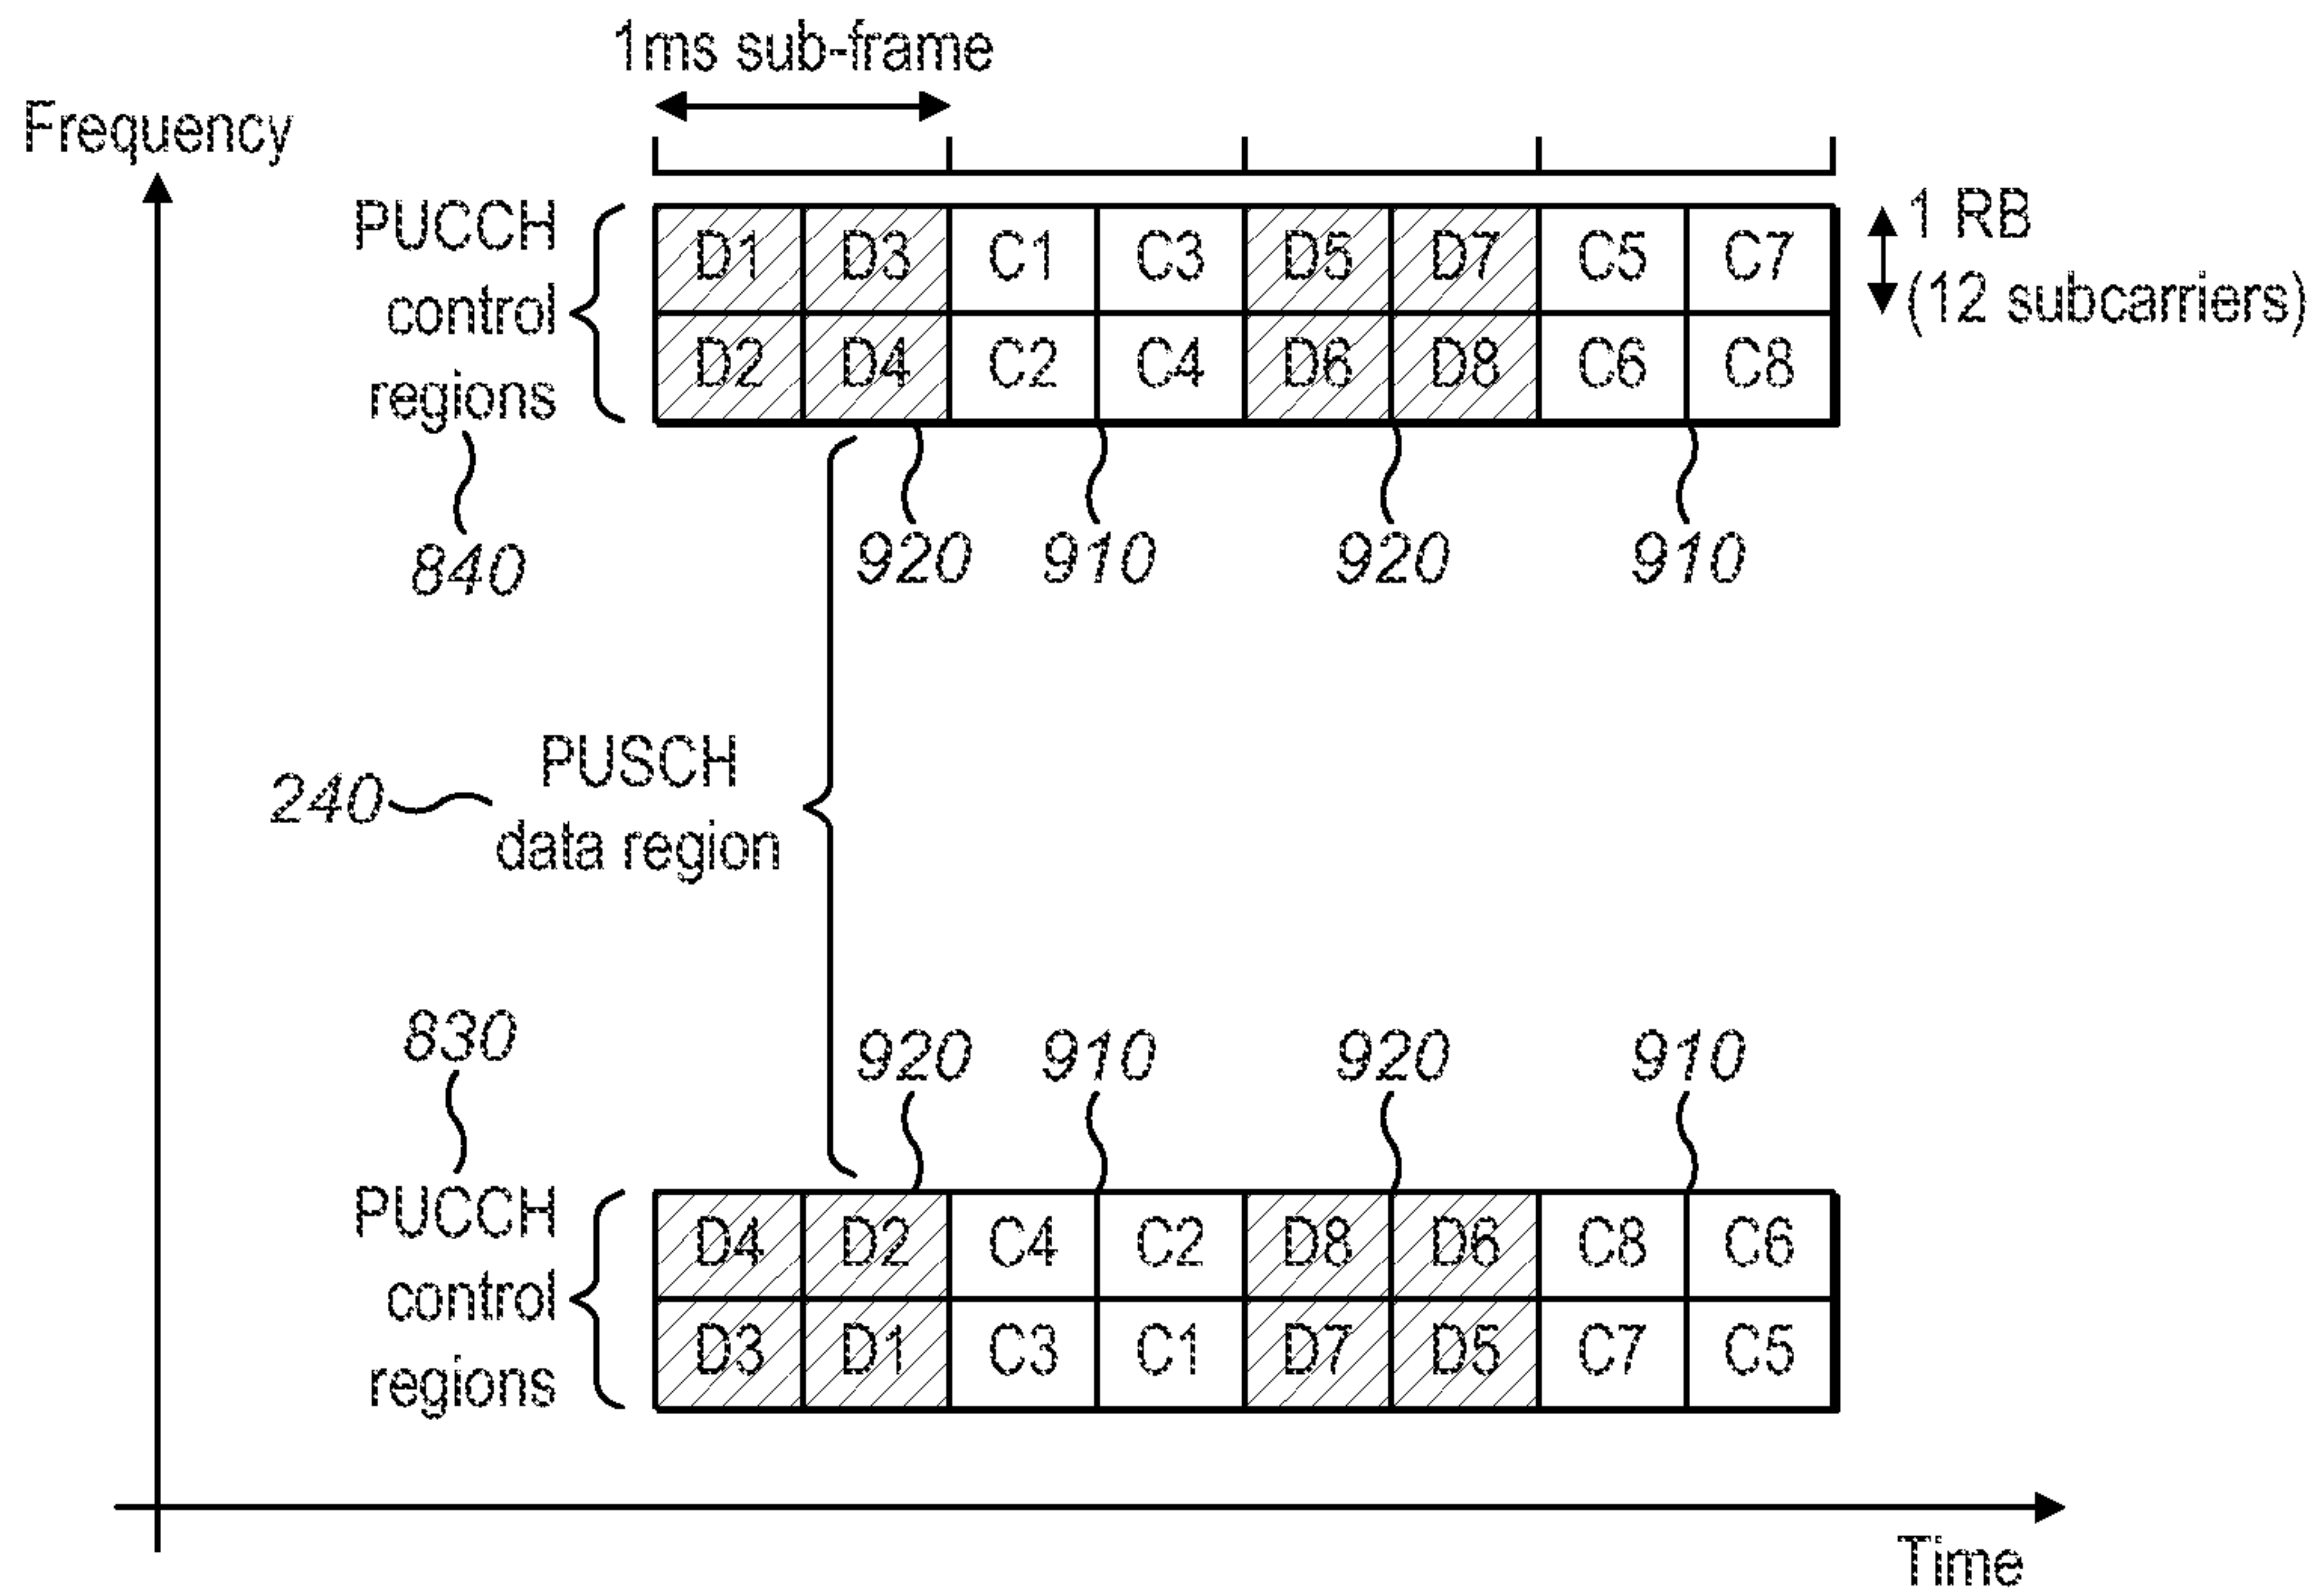 1ms sub-frame
Frequency
PUCCH
control
regions
840
D1 D3 C1 C3 D5 D7 C5 C7
D2 D4 C2 C4 D6 D8 C6 C8
1 RB
(12 subcarriers)
920 910 920 910
240
PUSCH
data region
830
920 910 920 910
PUCCH
control
regions
D4 D2 C4 C2 D8 D6 C8 C6
D3 D1 C3 C1 D7 D5 C7 C5
Time